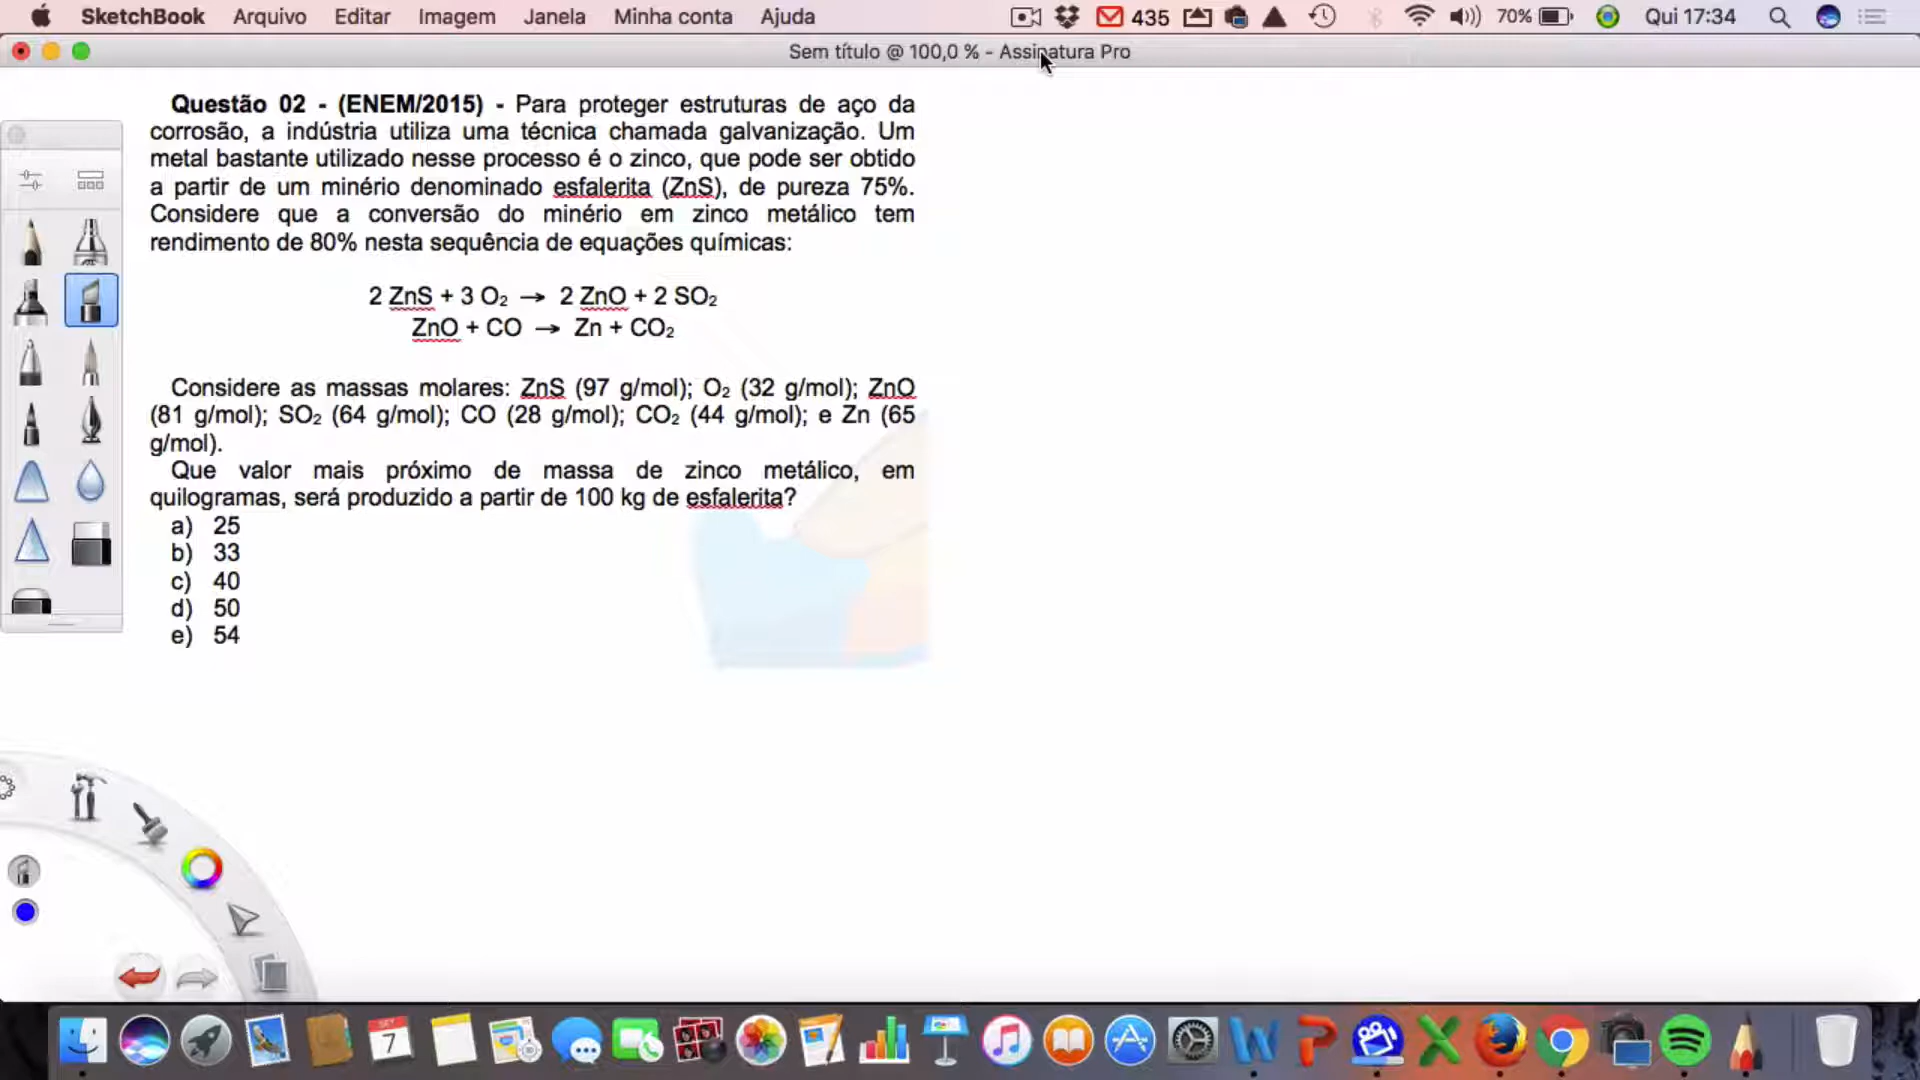 SketchBook Arquivo Editar Imagem Janela Minha conta Ajuda 435 70% Qui 17:34
Sem título @ 100,0 % - Assinatura Pro
Questão 02 - (ENEM/2015) - Para proteger estruturas de aço da
corrosão, a indústria utiliza uma técnica chamada galvanização. Um
metal bastante utilizado nesse processo é o zinco, que pode ser obtido
a partir de um minério denominado esfalerita (ZnS), de pureza 75%.
Considere que a conversão do minério em zinco metálico tem
rendimento de 80% nesta sequência de equações químicas:
2 ZnS + 3 O₂ → 2 ZnO + 2 SO₂
ZnO + CO → Zn + CO₂
Considere as massas molares: ZnS (97 g/mol); O₂ (32 g/mol); ZnO
(81 g/mol); SO₂ (64 g/mol); CO (28 g/mol); CO₂ (44 g/mol); e Zn (65
g/mol).
Que valor mais próximo de massa de zinco metálico, em
quilogramas, será produzido a partir de 100 kg de esfalerita?
a) 25
b) 33
c) 40
d) 50
e) 54
7